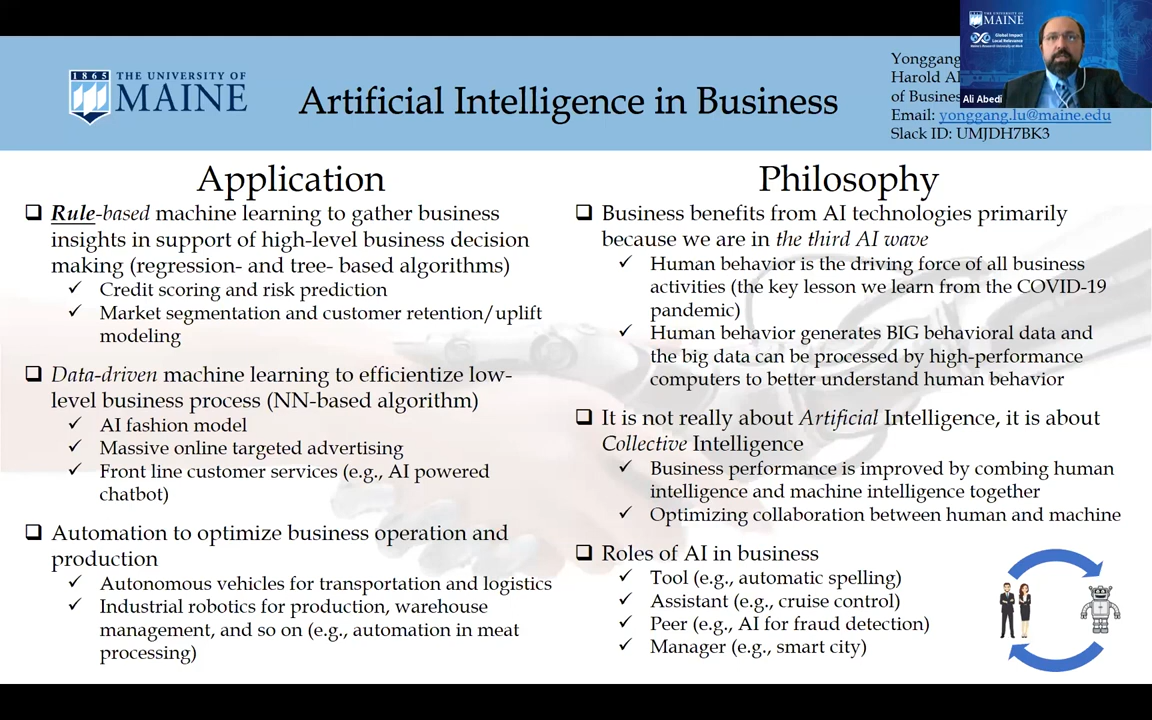 1865 THE UNIVERSITY OF
MAINE
Artificial Intelligence in Business
Yonggang
Harold
of Business
Email: yonggang.lu@maine.edu
Slack ID: UMJDH7BK3
THE UNIVERSITY OF
MAINE
Global Impact
Local Relevance
Ali Abedi
Application
❑ Rule-based machine learning to gather business
insights in support of high-level business decision
making (regression- and tree- based algorithms)
✓ Credit scoring and risk prediction
✓ Market segmentation and customer retention/uplift
modeling
❑ Data-driven machine learning to efficientize low-
level business process (NN-based algorithm)
✓ AI fashion model
✓ Massive online targeted advertising
✓ Front line customer services (e.g., AI powered
chatbot)
❑ Automation to optimize business operation and
production
✓ Autonomous vehicles for transportation and logistics
✓ Industrial robotics for production, warehouse
management, and so on (e.g., automation in meat
processing)
Philosophy
❑ Business benefits from AI technologies primarily
because we are in the third AI wave
✓ Human behavior is the driving force of all business
activities (the key lesson we learn from the COVID-19
pandemic)
✓ Human behavior generates BIG behavioral data and
the big data can be processed by high-performance
computers to better understand human behavior
❑ It is not really about Artificial Intelligence, it is about
Collective Intelligence
✓ Business performance is improved by combing human
intelligence and machine intelligence together
✓ Optimizing collaboration between human and machine
❑ Roles of AI in business
✓ Tool (e.g., automatic spelling)
✓ Assistant (e.g., cruise control)
✓ Peer (e.g., AI for fraud detection)
✓ Manager (e.g., smart city)